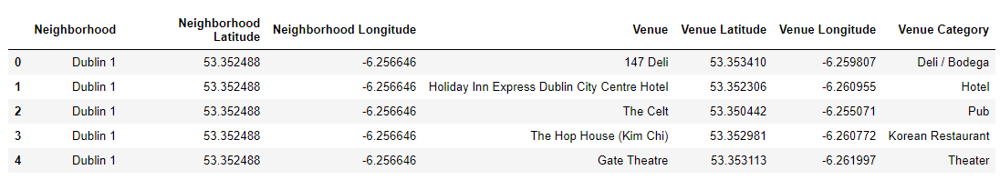 Neighborhood Neighborhood Latitude Neighborhood Longitude Venue Venue Latitude Venue Longitude Venue Category
0 Dublin 1 53.352488 -6.256646 147 Deli 53.353410 -6.259807 Deli / Bodega
1 Dublin 1 53.352488 -6.256646 Holiday Inn Express Dublin City Centre Hotel 53.352306 -6.260955 Hotel
2 Dublin 1 53.352488 -6.256646 The Celt 53.350442 -6.255071 Pub
3 Dublin 1 53.352488 -6.256646 The Hop House (Kim Chi) 53.352981 -6.260772 Korean Restaurant
4 Dublin 1 53.352488 -6.256646 Gate Theatre 53.353113 -6.261997 Theater